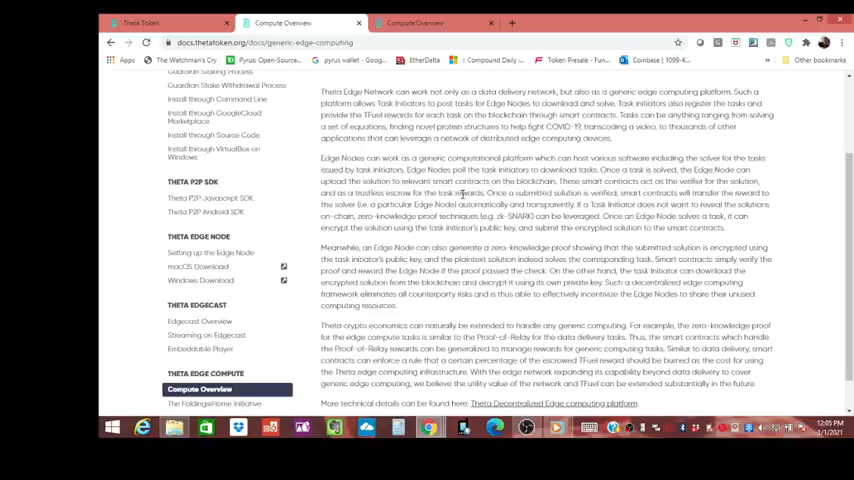 Theta Token
Compute Overview
Compute Overview
docs.thetatoken.org/docs/generic-edge-computing
Apps
The Watchman's Cry
Pyrus Open-Source...
pyrus wallet - Goog...
EtherDelta
Compound Daily :...
Token Presale - Fou...
Coinbase | 1099-K...
Other bookmarks
Guardian Staking Process
Guardian Stake Withdrawal Process
Install through Command Line
Install through GoogleCloud
Marketplace
Install through Source Code
Install through VirtualBox on
Windows
THETA P2P SDK
Theta P2P Javascript SDK
Theta P2P Android SDK
THETA EDGE NODE
Setting up the Edge Node
macOS Download
Windows Download
THETA EDGECAST
Edgecast Overview
Streaming on Edgecast
Embeddable Player
THETA EDGE COMPUTE
Compute Overview
The Folding@Home Initiative
Theta Edge Network can work not only as a data delivery network, but also as a generic edge computing platform. Such a
platform allows Task Initiators to post tasks for Edge Nodes to download and solve. Task initiators also register the tasks and
provide the TFuel rewards for each task on the blockchain through smart contracts. Tasks can be anything ranging from solving
a set of equations, finding novel protein structures to help fight COVID-19, transcoding a video, to thousands of other
applications that can leverage a network of distributed edge computing devices.
Edge Nodes can work as a generic computational platform which can host various software including the solver for the tasks
issued by task initiators. Edge Nodes poll the task initiators to download tasks. Once a task is solved, the Edge Node can
upload the solution to relevant smart contracts on the blockchain. These smart contracts act as the verifier for the solution,
and as a trustless escrow for the task rewards. Once a submitted solution is verified, smart contracts will transfer the reward to
the solver (i.e. a particular Edge Node) automatically and transparently. If a Task Initiator does not want to reveal the solutions
on-chain, zero-knowledge proof techniques (e.g. zk-SNARK) can be leveraged. Once an Edge Node solves a task, it can
encrypt the solution using the task initiator's public key, and submit the encrypted solution to the smart contracts.
Meanwhile, an Edge Node can also generate a zero-knowledge proof showing that the submitted solution is encrypted using
the task initiator's public key, and the plaintext solution indeed solves the corresponding task. Smart contracts simply verify the
proof and reward the Edge Node if the proof passed the check. On the other hand, the task Initiator can download the
encrypted solution from the blockchain and decrypt it using its own private key. Such a decentralized edge computing
framework eliminates all counterparty risks and is thus able to effectively incentivize the Edge Nodes to share their unused
computing resources.
Theta crypto economics can naturally be extended to handle any generic computing. For example, the zero-knowledge proof
for the edge compute tasks is similar to the Proof-of-Relay for the data delivery tasks. Thus, the smart contracts which handle
the Proof-of-Relay rewards can be generalized to manage rewards for generic computing tasks. Similar to data delivery, smart
contracts can enforce a rule that a certain percentage of the escrowed TFuel reward should be burned as the cost for using
the Theta edge computing infrastructure. With the edge network expanding its capability beyond data delivery to cover
generic edge computing, we believe the utility value of the network and TFuel can be extended substantially in the future.
More technical details can be found here: Theta Decentralized Edge computing platform.
12:05 PM
1/1/2021